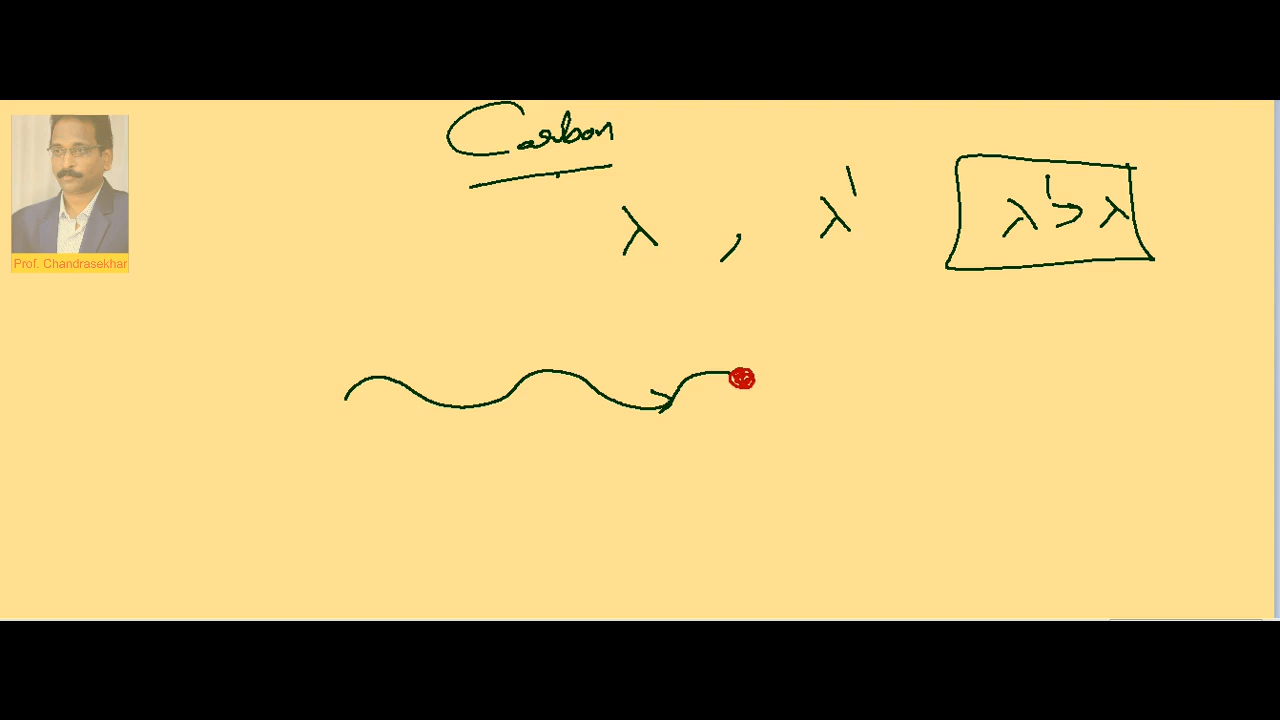 Carbon
λ , λ'
λ' > λ
Prof. Chandrasekhar